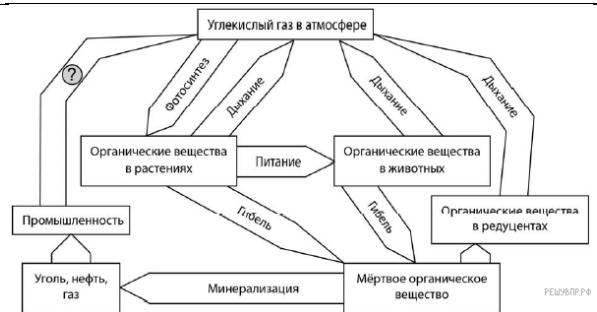 Углекислый газ в атмосфере
?
Фотосинтез
Дыхание
Дыхание
Дыхание
Органические вещества
в растениях
Питание
Органические вещества
в животных
Гибель
Гибель
Промышленность
Органические вещества
в редуцентах
Уголь, нефть,
газ
Минерализация
Мёртвое органическое
вещество
РЕШУВПР.РФ